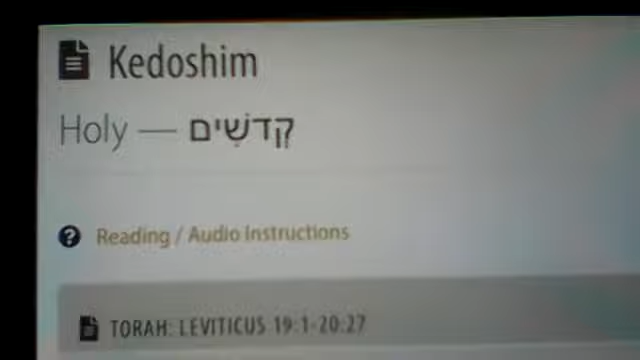 Kedoshim
Holy — קְדֹשִׁים
Reading / Audio Instructions
TORAH: LEVITICUS 19:1-20:27